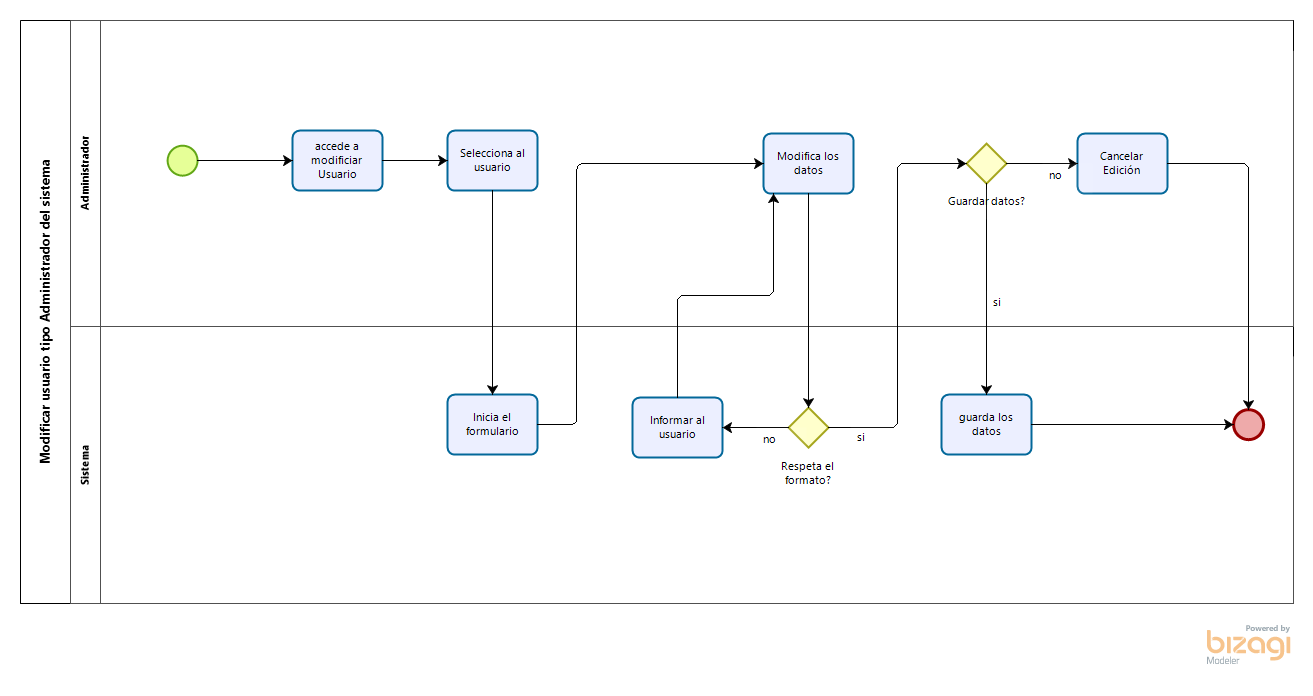 Modificar usuario tipo Administrador del sistema
Administrador
accede a
modificiar
Usuario
Selecciona al
usuario
Modifica los
datos
Guardar datos?
no
Cancelar
Edición
si
Sistema
Inicia el
formulario
Informar al
usuario
no
Respeta el
formato?
si
guarda los
datos
Powered by
bizagi
Modeler